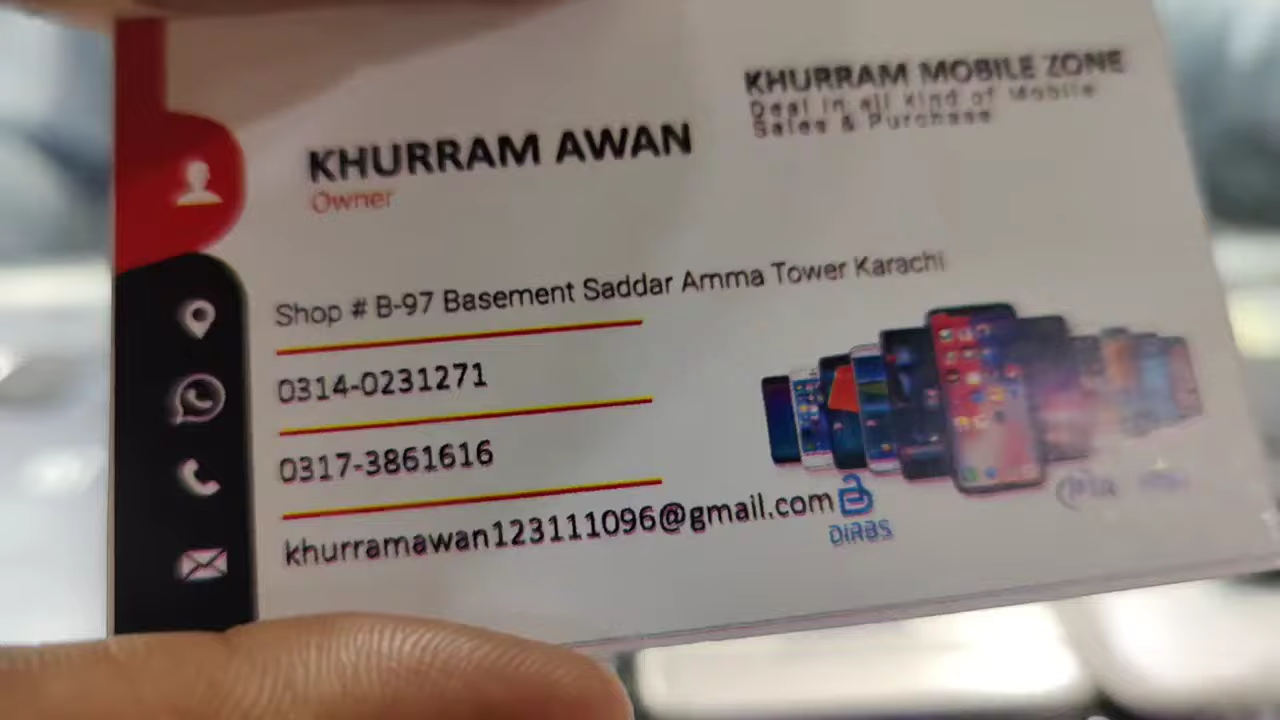 KHURRAM MOBILE ZONE
Deal in all Kind of Mobile
Sales & Purchase
KHURRAM AWAN
Owner
Shop # B-97 Basement Saddar Amma Tower Karachi
0314-0231271
0317-3861616
khurramawan123111096@gmail.com
DIRBS